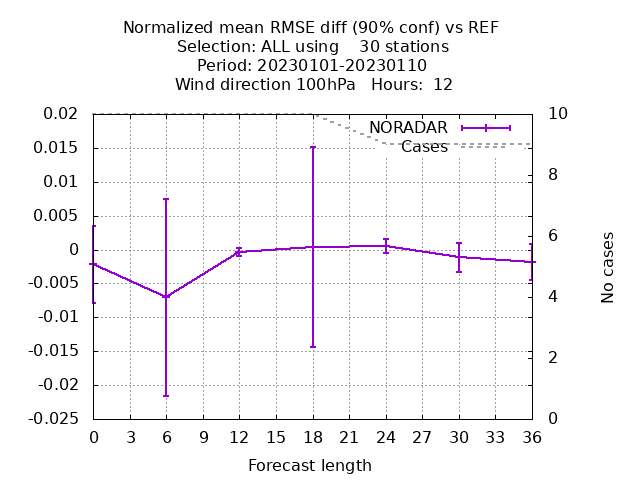 Normalized mean RMSE diff (90% conf) vs REF
Selection: ALL using    30 stations
Period: 20230101-20230110
Wind direction 100hPa   Hours:  12
0.02
0.015
0.01
0.005
0
-0.005
-0.01
-0.015
-0.02
-0.025
NORADAR
Cases
10
8
6
4
2
0
No cases
0 3 6 9 12 15 18 21 24 27 30 33 36
Forecast length